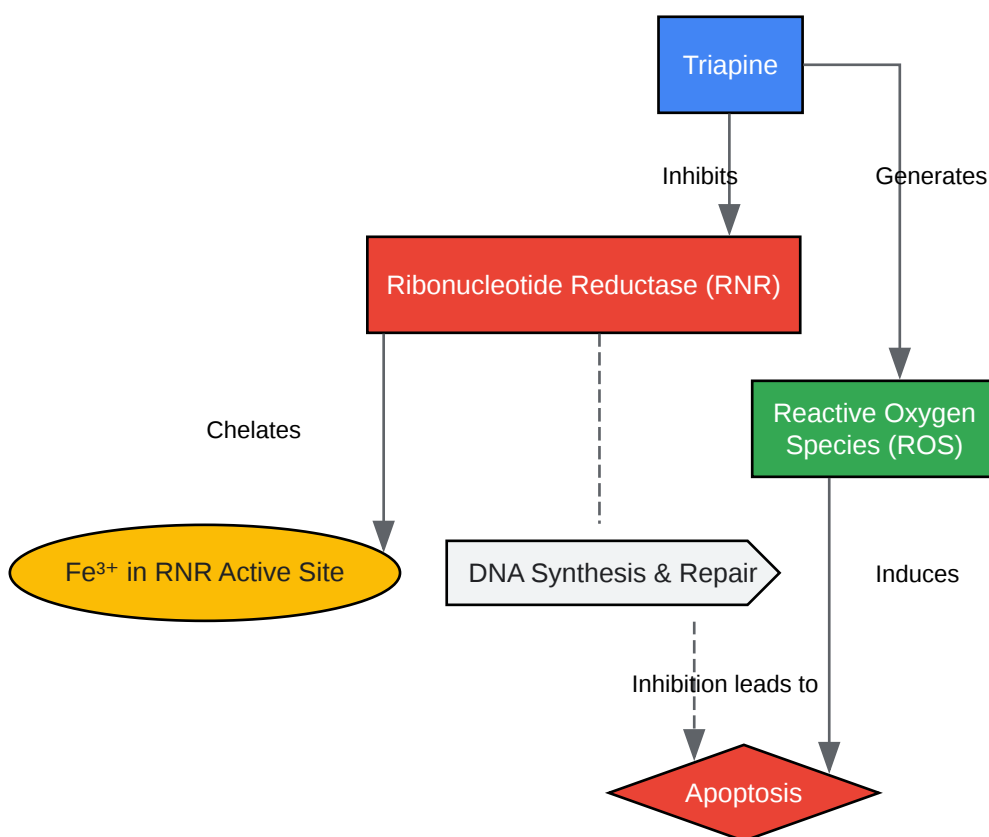 Triapine
Inhibits
Generates
Ribonucleotide Reductase (RNR)
Reactive Oxygen
Species (ROS)
Chelates
Fe³⁺ in RNR Active Site
DNA Synthesis & Repair
Induces
Inhibition leads to
Apoptosis